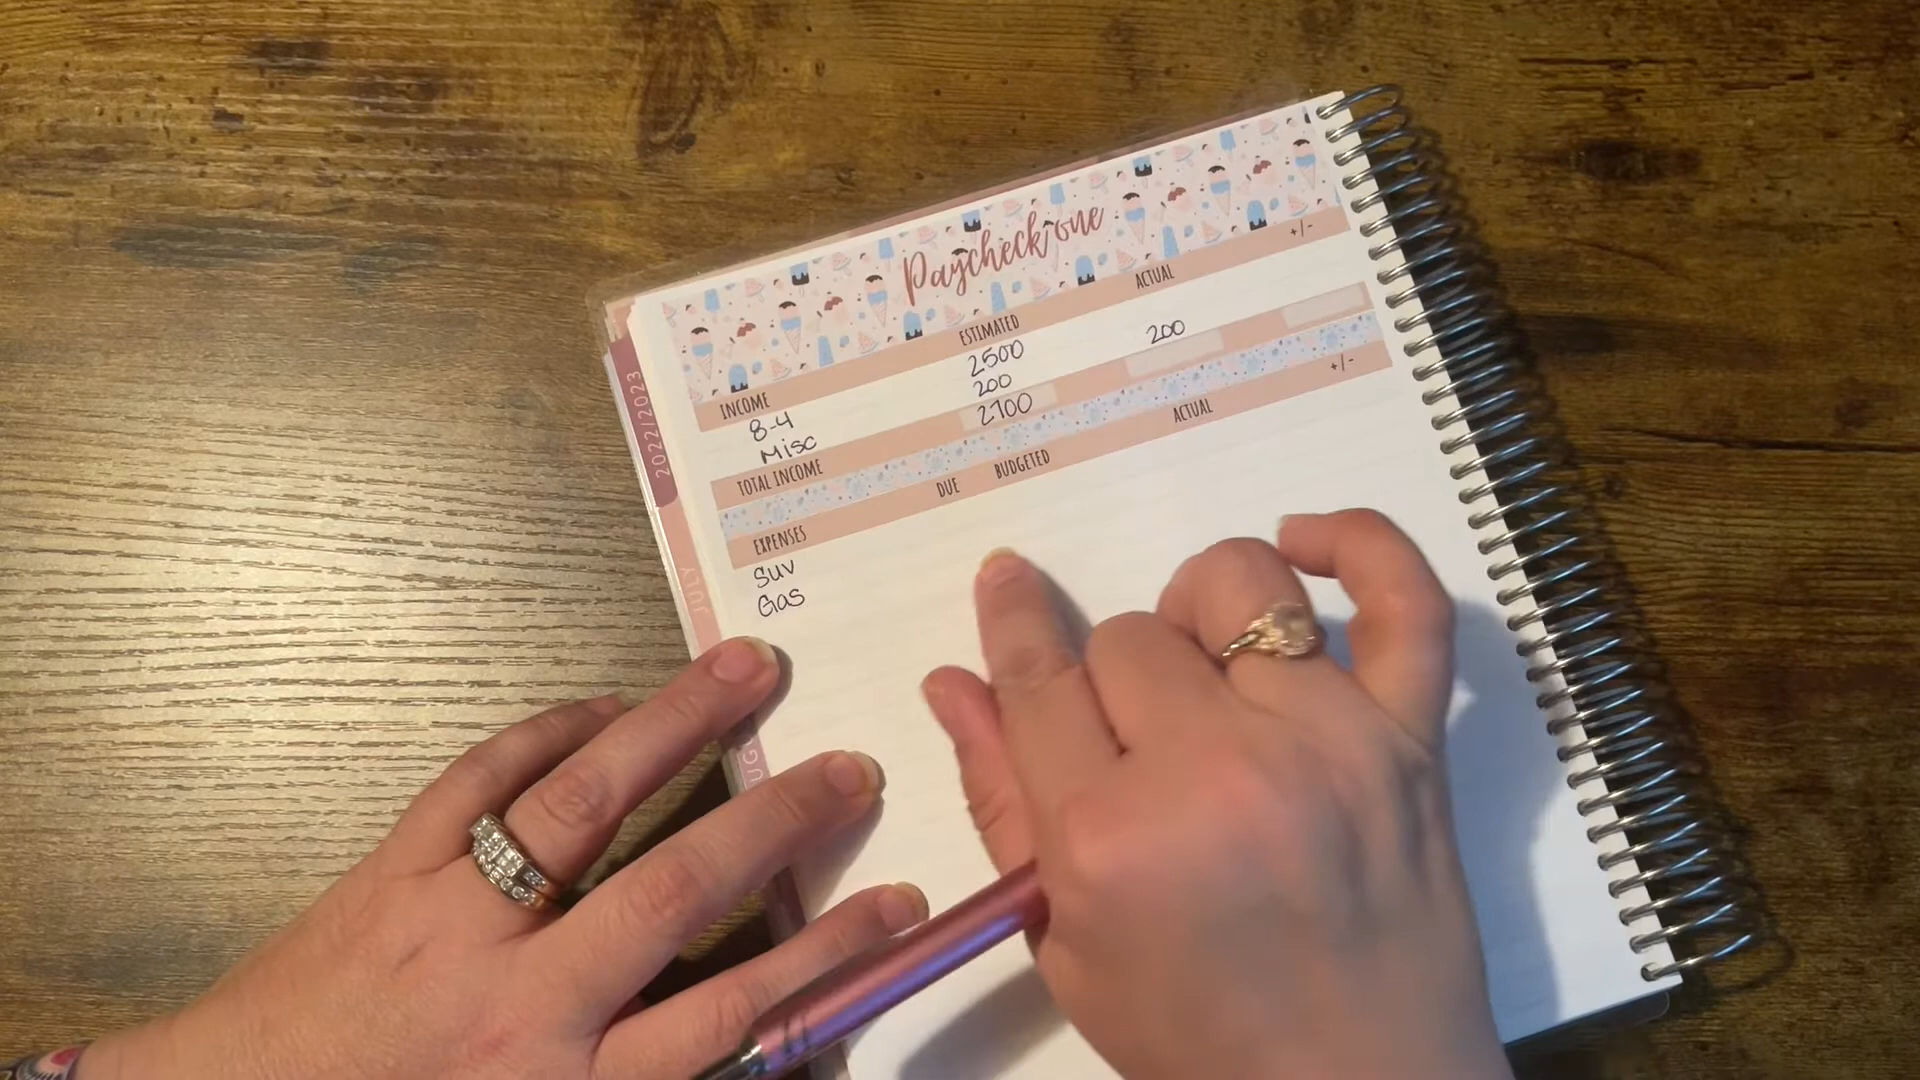 Paycheck one
ESTIMATED ACTUAL +/-
INCOME
8-4 2500
Misc 200 200
TOTAL INCOME 2700
EXPENSES DUE BUDGETED ACTUAL +/-
Suv
Gas
2022/2023
JULY